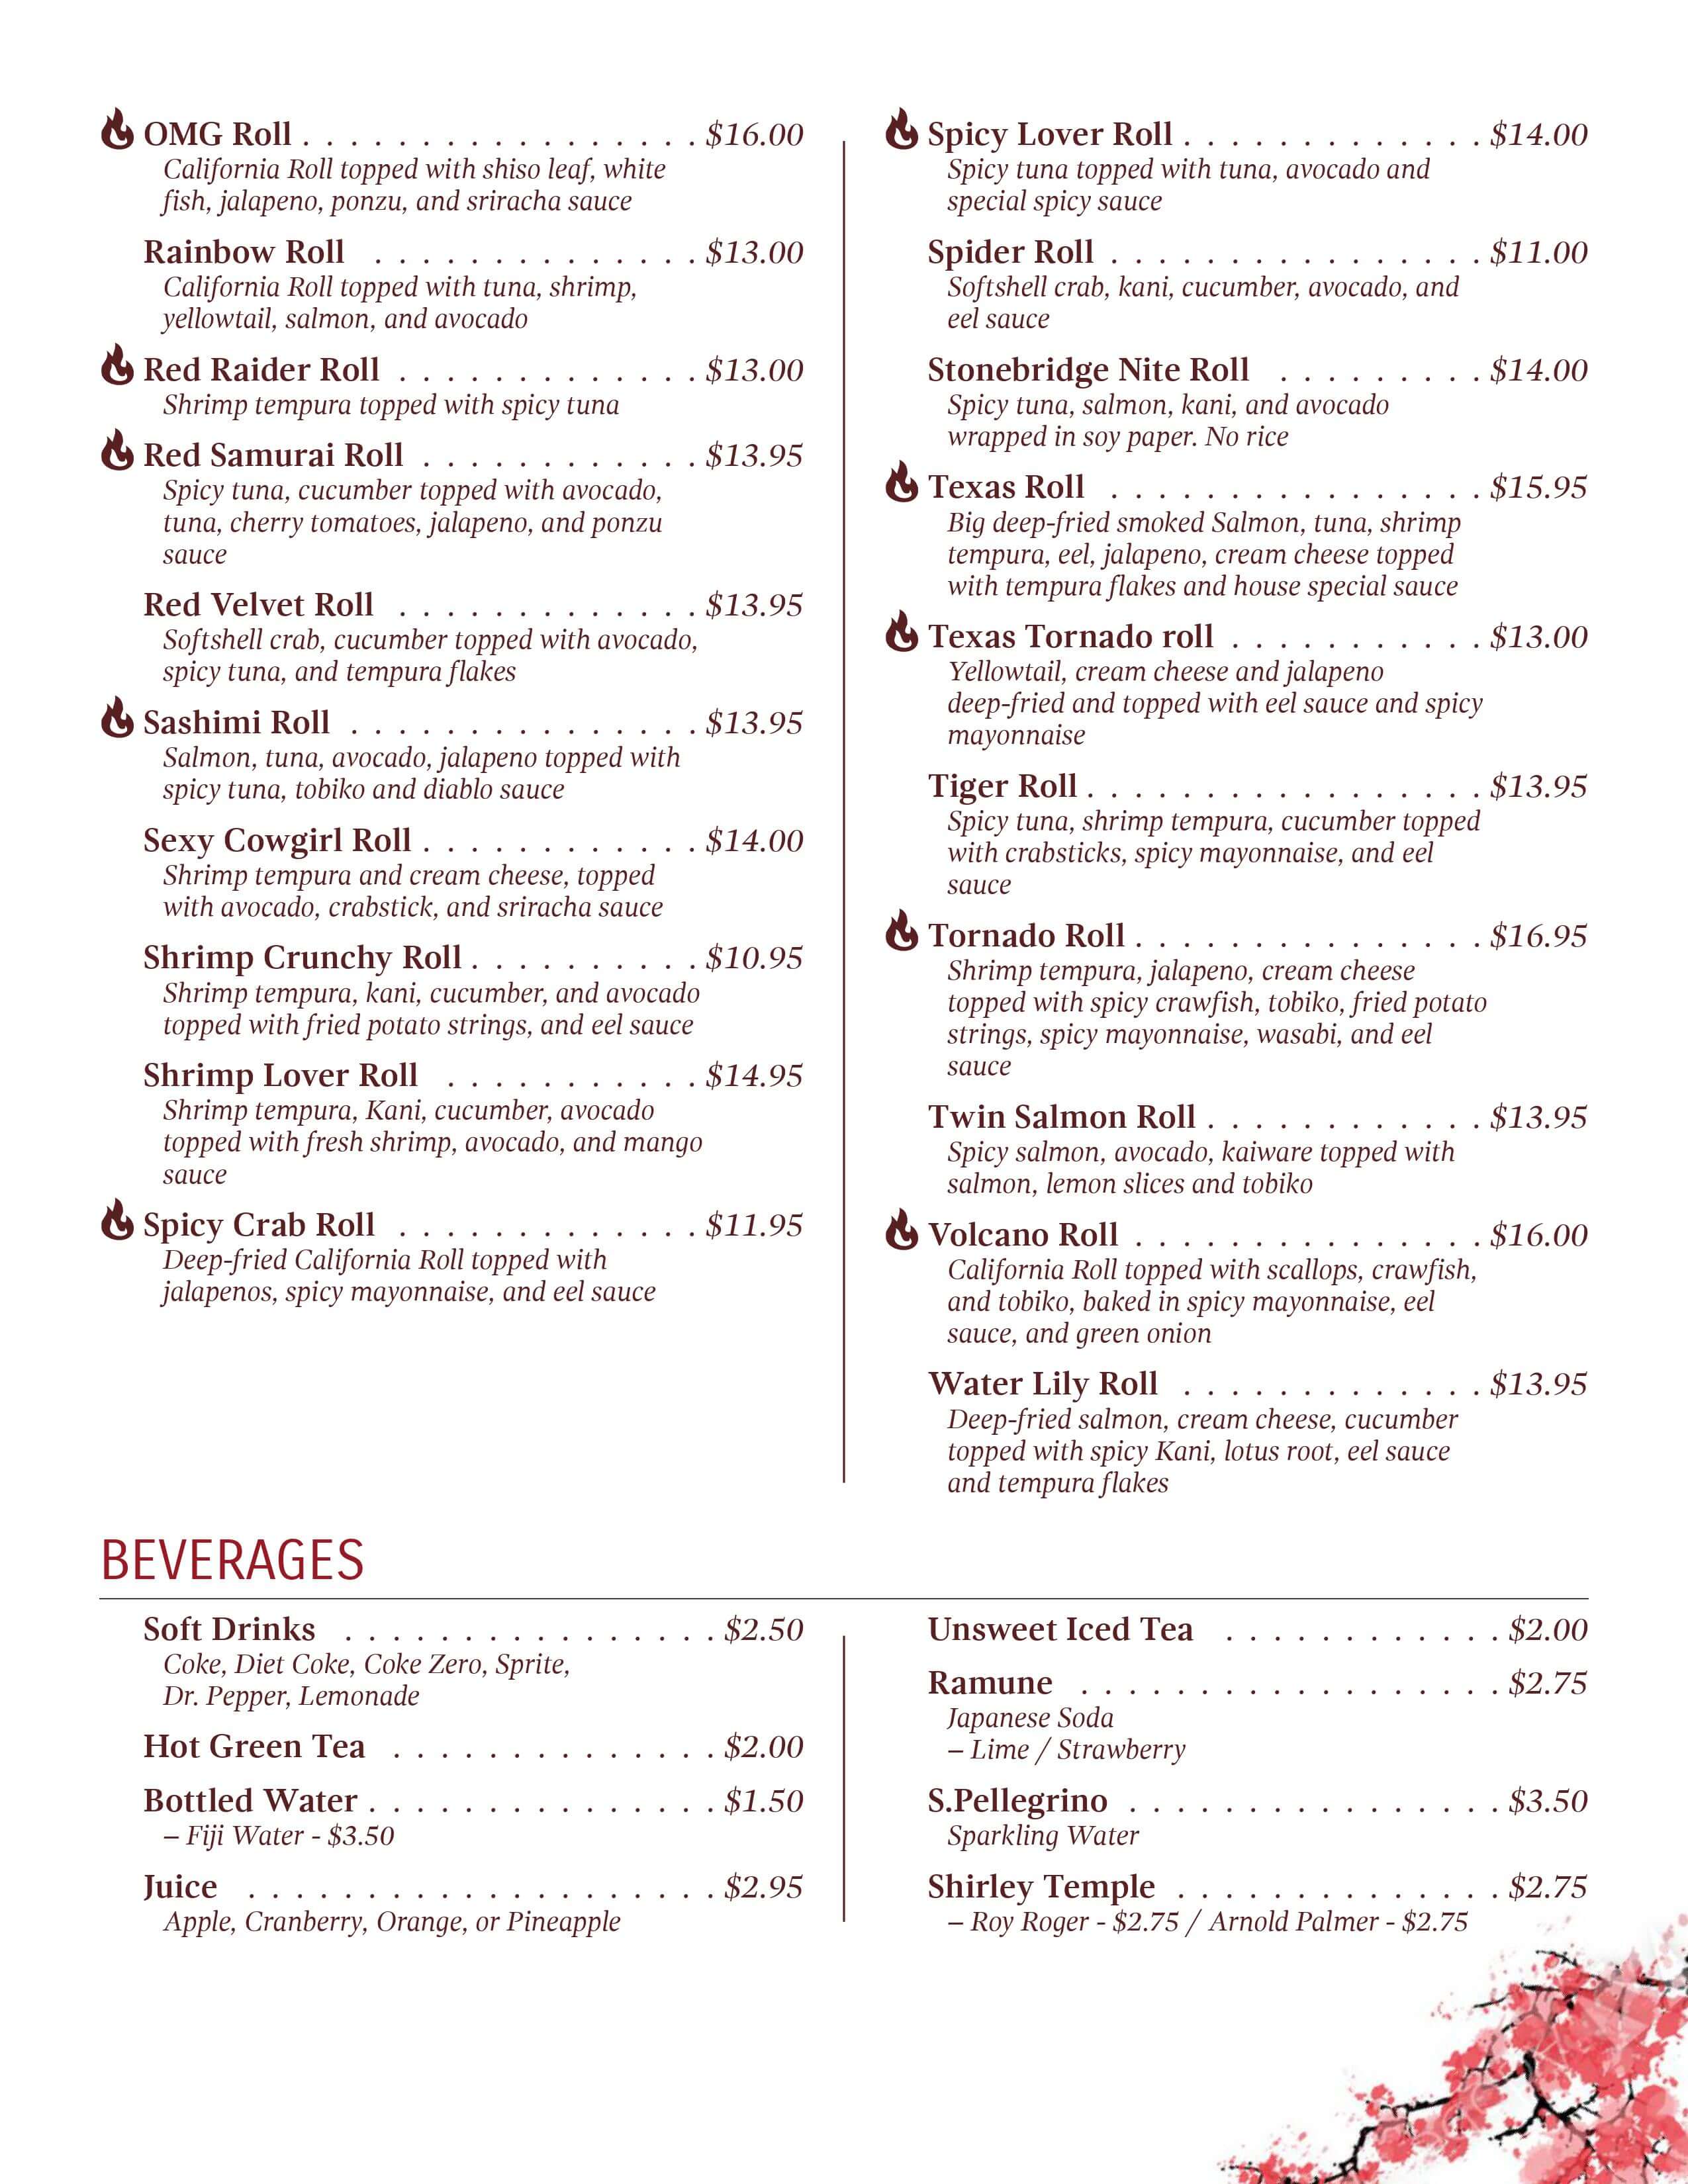 OMG Roll . . . . . . . . . . . . . . . . . $16.00
California Roll topped with shiso leaf, white
fish, jalapeno, ponzu, and sriracha sauce
Rainbow Roll . . . . . . . . . . . . . . $13.00
California Roll topped with tuna, shrimp,
yellowtail, salmon, and avocado
Red Raider Roll . . . . . . . . . . . . . $13.00
Shrimp tempura topped with spicy tuna
Red Samurai Roll . . . . . . . . . . . . $13.95
Spicy tuna, cucumber topped with avocado,
tuna, cherry tomatoes, jalapeno, and ponzu
sauce
Red Velvet Roll . . . . . . . . . . . . . $13.95
Softshell crab, cucumber topped with avocado,
spicy tuna, and tempura flakes
Sashimi Roll . . . . . . . . . . . . . . . $13.95
Salmon, tuna, avocado, jalapeno topped with
spicy tuna, tobiko and diablo sauce
Sexy Cowgirl Roll . . . . . . . . . . . . $14.00
Shrimp tempura and cream cheese, topped
with avocado, crabstick, and sriracha sauce
Shrimp Crunchy Roll . . . . . . . . . . $10.95
Shrimp tempura, kani, cucumber, and avocado
topped with fried potato strings, and eel sauce
Shrimp Lover Roll . . . . . . . . . . . $14.95
Shrimp tempura, Kani, cucumber, avocado
topped with fresh shrimp, avocado, and mango
sauce
Spicy Crab Roll . . . . . . . . . . . . . $11.95
Deep-fried California Roll topped with
jalapenos, spicy mayonnaise, and eel sauce
Spicy Lover Roll . . . . . . . . . . . . . $14.00
Spicy tuna topped with tuna, avocado and
special spicy sauce
Spider Roll . . . . . . . . . . . . . . . . $11.00
Softshell crab, kani, cucumber, avocado, and
eel sauce
Stonebridge Nite Roll . . . . . . . . . $14.00
Spicy tuna, salmon, kani, and avocado
wrapped in soy paper. No rice
Texas Roll . . . . . . . . . . . . . . . . $15.95
Big deep-fried smoked Salmon, tuna, shrimp
tempura, eel, jalapeno, cream cheese topped
with tempura flakes and house special sauce
Texas Tornado roll . . . . . . . . . . . $13.00
Yellowtail, cream cheese and jalapeno
deep-fried and topped with eel sauce and spicy
mayonnaise
Tiger Roll . . . . . . . . . . . . . . . . . $13.95
Spicy tuna, shrimp tempura, cucumber topped
with crabsticks, spicy mayonnaise, and eel
sauce
Tornado Roll . . . . . . . . . . . . . . . $16.95
Shrimp tempura, jalapeno, cream cheese
topped with spicy crawfish, tobiko, fried potato
strings, spicy mayonnaise, wasabi, and eel
sauce
Twin Salmon Roll . . . . . . . . . . . . $13.95
Spicy salmon, avocado, kaiware topped with
salmon, lemon slices and tobiko
Volcano Roll . . . . . . . . . . . . . . . $16.00
California Roll topped with scallops, crawfish,
and tobiko, baked in spicy mayonnaise, eel
sauce, and green onion
Water Lily Roll . . . . . . . . . . . . . $13.95
Deep-fried salmon, cream cheese, cucumber
topped with spicy Kani, lotus root, eel sauce
and tempura flakes
BEVERAGES
Soft Drinks . . . . . . . . . . . . . . . . $2.50
Coke, Diet Coke, Coke Zero, Sprite,
Dr. Pepper, Lemonade
Hot Green Tea . . . . . . . . . . . . . . $2.00
Bottled Water . . . . . . . . . . . . . . . $1.50
– Fiji Water - $3.50
Juice . . . . . . . . . . . . . . . . . . . . $2.95
Apple, Cranberry, Orange, or Pineapple
Unsweet Iced Tea . . . . . . . . . . . . $2.00
Ramune . . . . . . . . . . . . . . . . . . $2.75
Japanese Soda
– Lime / Strawberry
S.Pellegrino . . . . . . . . . . . . . . . . $3.50
Sparkling Water
Shirley Temple . . . . . . . . . . . . . . $2.75
– Roy Roger - $2.75 / Arnold Palmer - $2.75